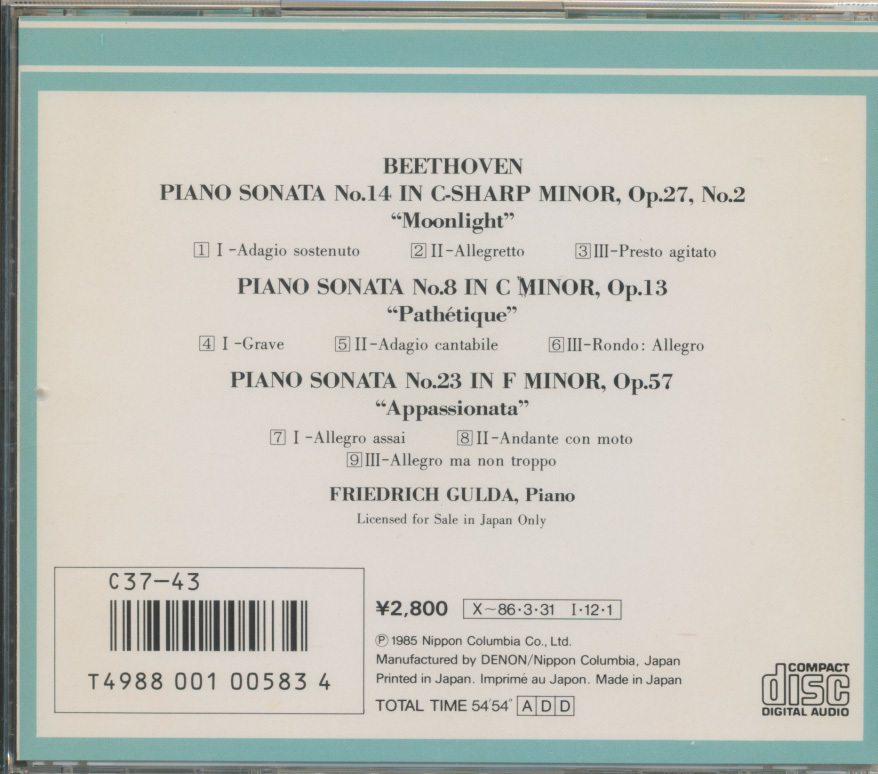 BEETHOVEN
PIANO SONATA No.14 IN C-SHARP MINOR, Op.27, No.2
“Moonlight”
1 I-Adagio sostenuto 2 II-Allegretto 3 III-Presto agitato
PIANO SONATA No.8 IN C MINOR, Op.13
“Pathétique”
4 I-Grave 5 II-Adagio cantabile 6 III-Rondo: Allegro
PIANO SONATA No.23 IN F MINOR, Op.57
“Appassionata”
7 I-Allegro assai 8 II-Andante con moto
9 III-Allegro ma non troppo
FRIEDRICH GULDA, Piano
Licensed for Sale in Japan Only
C37-43
T4988 001 00583 4
¥2,800 X~86·3·31 I·12·1
Ⓟ 1985 Nippon Columbia Co., Ltd.
Manufactured by DENON/Nippon Columbia, Japan
Printed in Japan. Imprimé au Japon. Made in Japan
TOTAL TIME 54′54″ A D D
COMPACT
disc
DIGITAL AUDIO